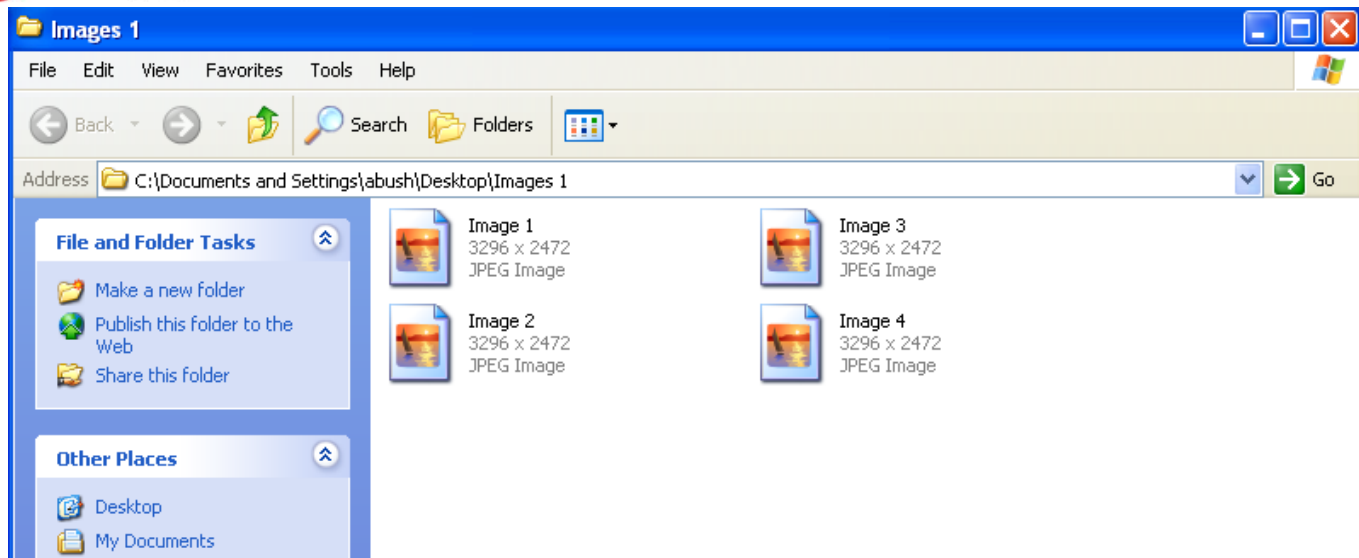 Images 1
File Edit View Favorites Tools Help
Back Search Folders
Address C:\Documents and Settings\abush\Desktop\Images 1 Go
File and Folder Tasks
Make a new folder
Publish this folder to the
Web
Share this folder
Other Places
Desktop
My Documents
Image 1
3296 x 2472
JPEG Image
Image 2
3296 x 2472
JPEG Image
Image 3
3296 x 2472
JPEG Image
Image 4
3296 x 2472
JPEG Image